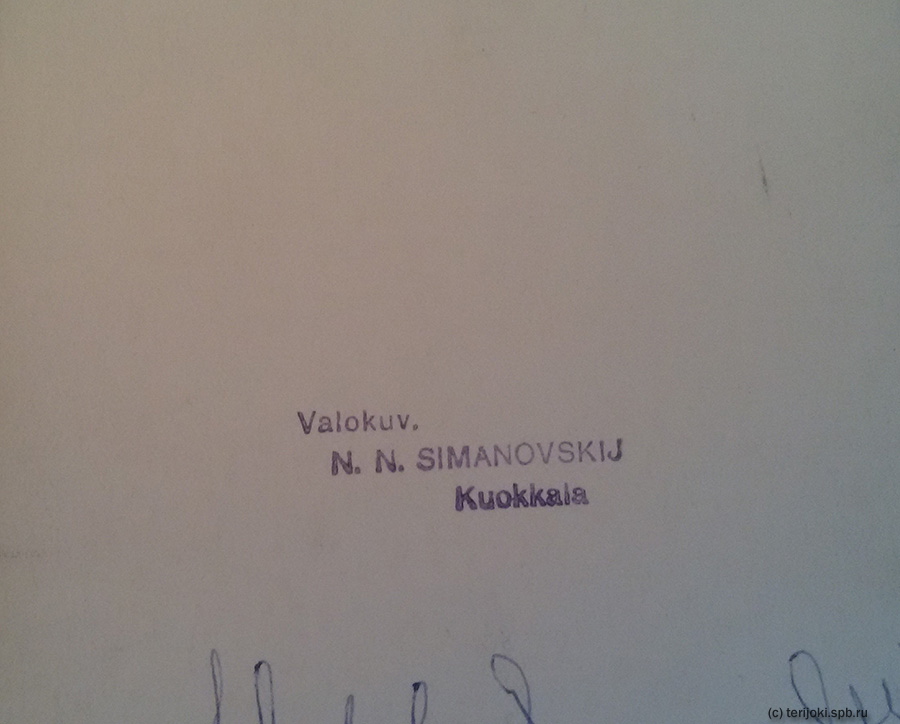 Valokuv.
N. N. SIMANOVSKIJ
Kuokkala
(c) terijoki.spb.ru